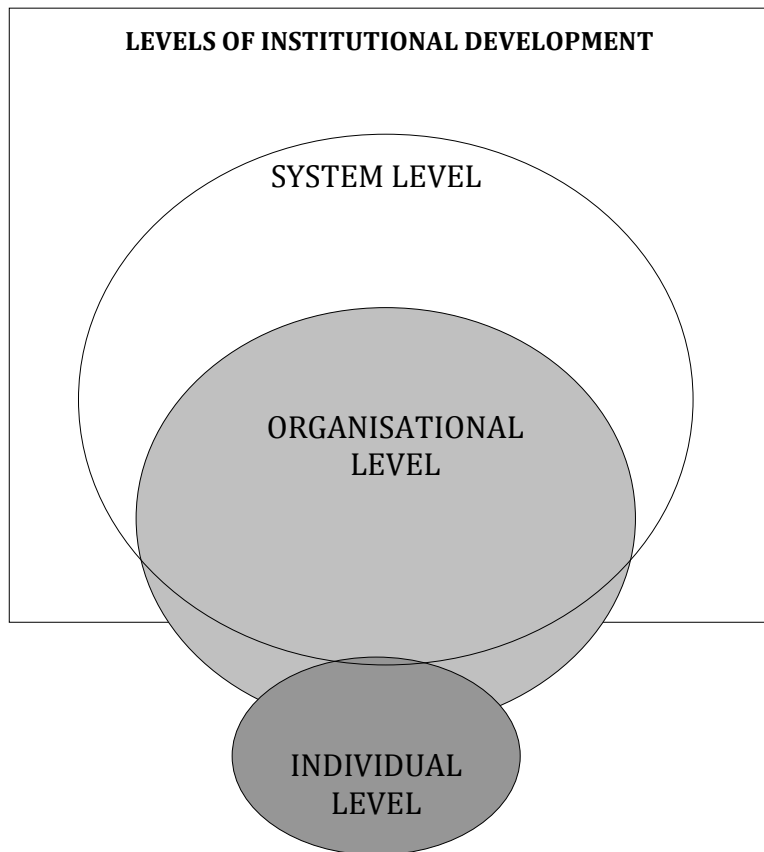 LEVELS OF INSTITUTIONAL DEVELOPMENT
SYSTEM LEVEL
ORGANISATIONAL
LEVEL
INDIVIDUAL
LEVEL